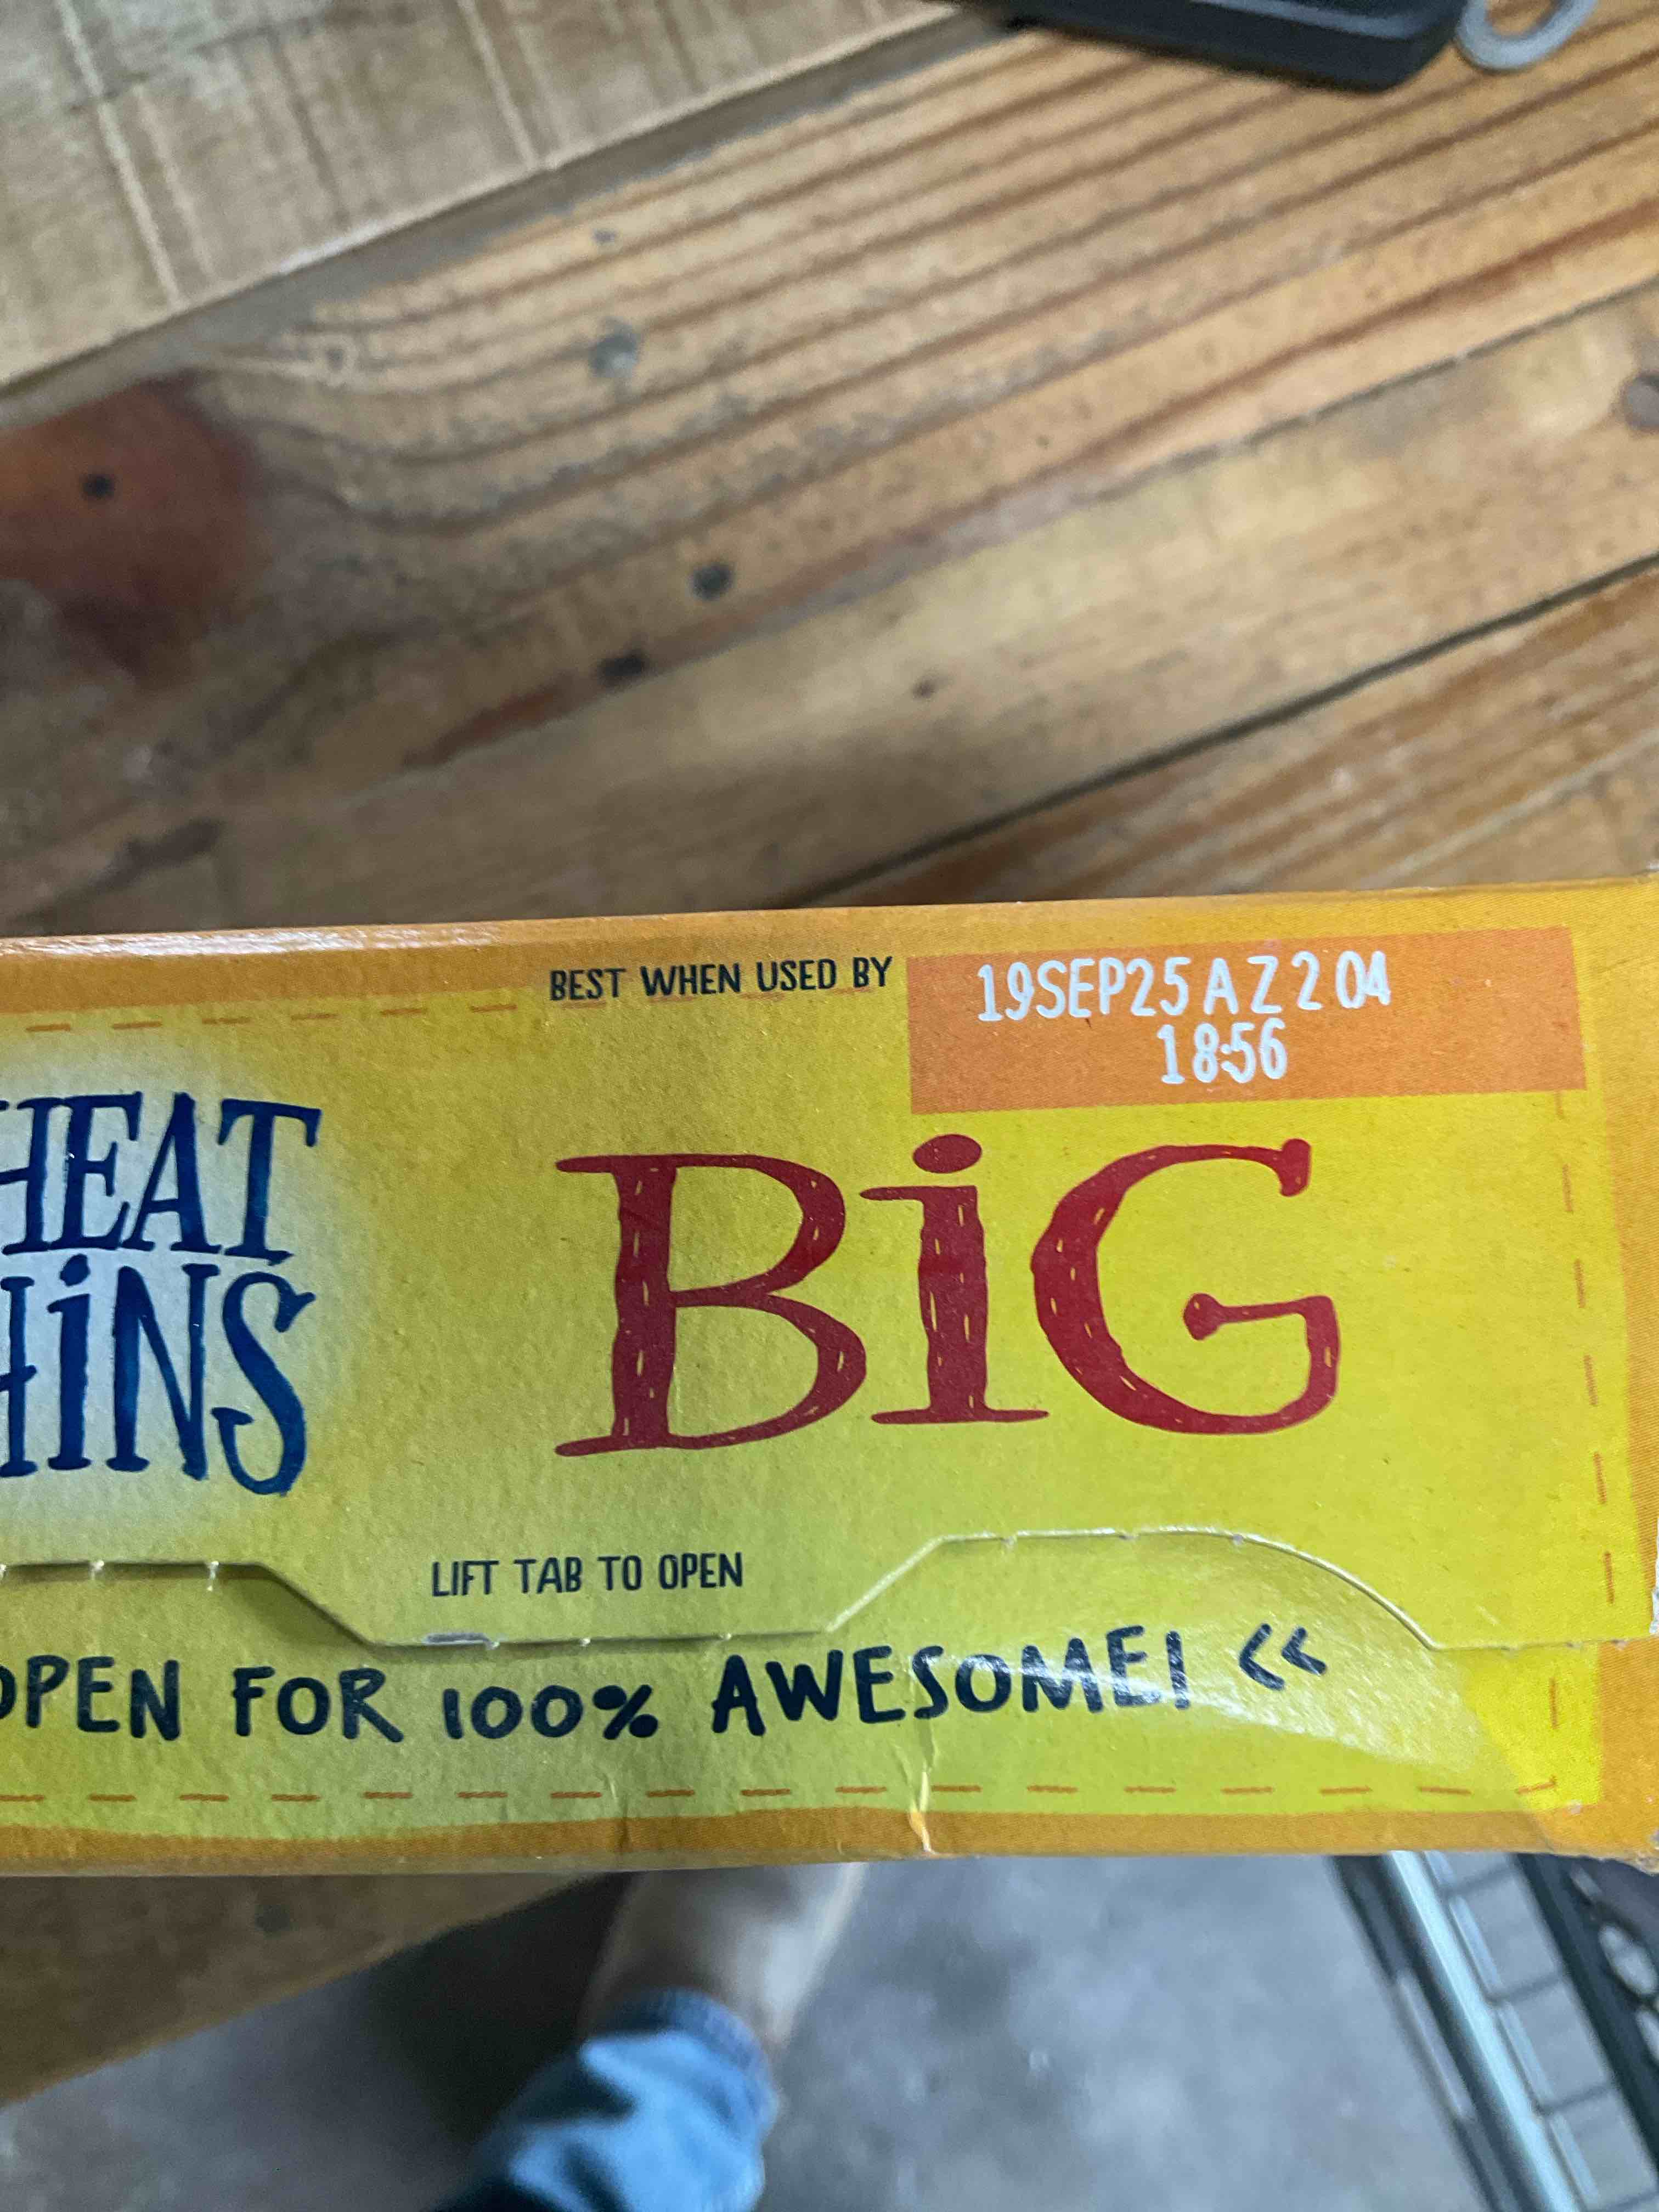 BEST WHEN USED BY
19SEP25 A Z 2 04
18:56
HEAT
HiNS
BiG
LIFT TAB TO OPEN
OPEN FOR 100% AWESOME! <<